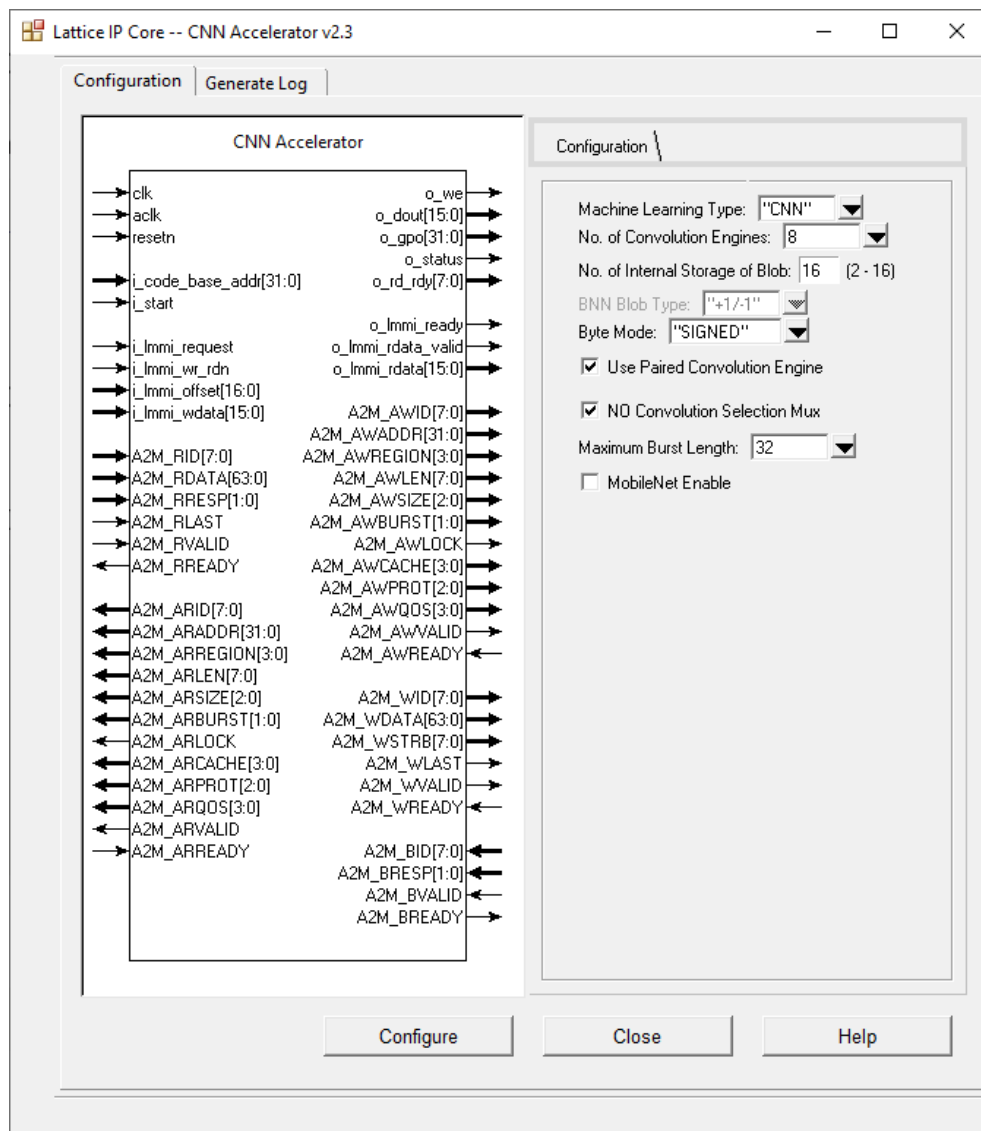 Lattice IP Core -- CNN Accelerator v2.3
Configuration
Generate Log
CNN Accelerator
clk
aclk
resetn
i_code_base_addr[31:0]
i_start
i_lmmi_request
i_lmmi_wr_rdn
i_lmmi_offset[16:0]
i_lmmi_wdata[15:0]
A2M_RID[7:0]
A2M_RDATA[63:0]
A2M_RRESP[1:0]
A2M_RLAST
A2M_RVALID
A2M_RREADY
A2M_ARID[7:0]
A2M_ARADDR[31:0]
A2M_ARREGION[3:0]
A2M_ARLEN[7:0]
A2M_ARSIZE[2:0]
A2M_ARBURST[1:0]
A2M_ARLOCK
A2M_ARCACHE[3:0]
A2M_ARPROT[2:0]
A2M_ARQOS[3:0]
A2M_ARVALID
A2M_ARREADY
o_we
o_dout[15:0]
o_gpo[31:0]
o_status
o_rd_rdy[7:0]
o_lmmi_ready
o_lmmi_rdata_valid
o_lmmi_rdata[15:0]
A2M_AWID[7:0]
A2M_AWADDR[31:0]
A2M_AWREGION[3:0]
A2M_AWLEN[7:0]
A2M_AWSIZE[2:0]
A2M_AWBURST[1:0]
A2M_AWLOCK
A2M_AWCACHE[3:0]
A2M_AWPROT[2:0]
A2M_AWQOS[3:0]
A2M_AWVALID
A2M_AWREADY
A2M_WID[7:0]
A2M_WDATA[63:0]
A2M_WSTRB[7:0]
A2M_WLAST
A2M_WVALID
A2M_WREADY
A2M_BID[7:0]
A2M_BRESP[1:0]
A2M_BVALID
A2M_BREADY
Configuration
Machine Learning Type: "CNN"
No. of Convolution Engines: 8
No. of Internal Storage of Blob: 16 (2 - 16)
BNN Blob Type: "+1/-1"
Byte Mode: "SIGNED"
Use Paired Convolution Engine
NO Convolution Selection Mux
Maximum Burst Length: 32
MobileNet Enable
Configure
Close
Help